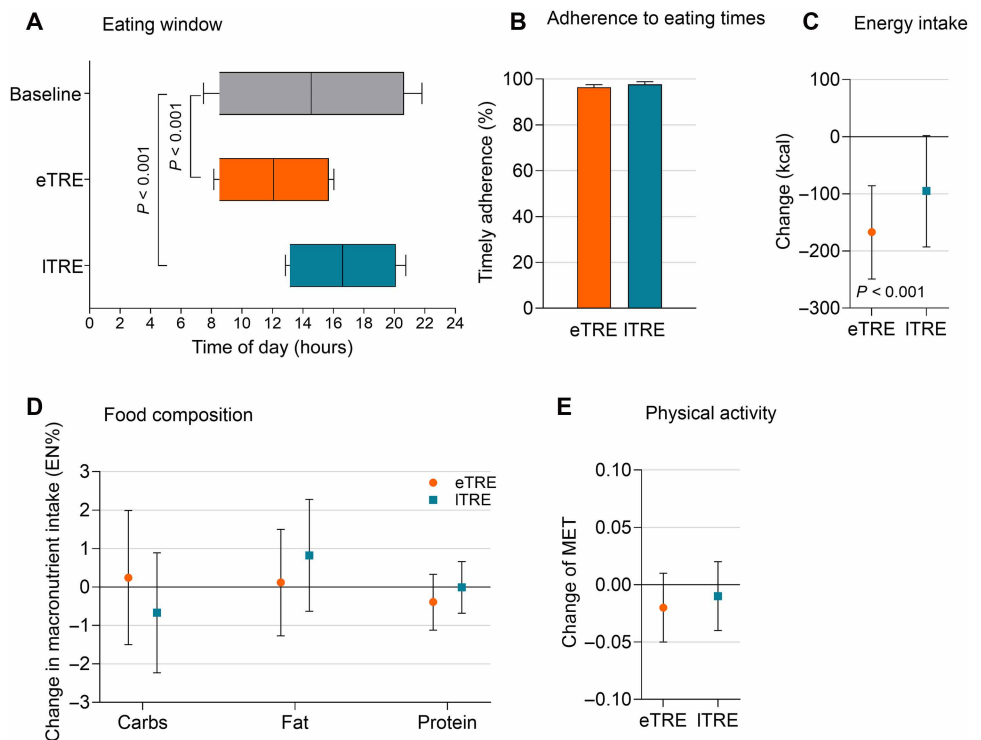 A Eating window
Baseline
eTRE
lTRE
P < 0.001
P < 0.001
0 2 4 6 8 10 12 14 16 18 20 22 24
Time of day (hours)
B Adherence to eating times
Timely adherence (%)
100
80
60
40
20
0
eTRE lTRE
C Energy intake
Change (kcal)
100
0
−100
−200
−300
P < 0.001
eTRE lTRE
D Food composition
Change in macronutrient intake (EN%)
3
2
1
0
−1
−2
−3
eTRE
lTRE
Carbs Fat Protein
E Physical activity
Change of MET
0.10
0.05
0.00
−0.05
−0.10
eTRE lTRE